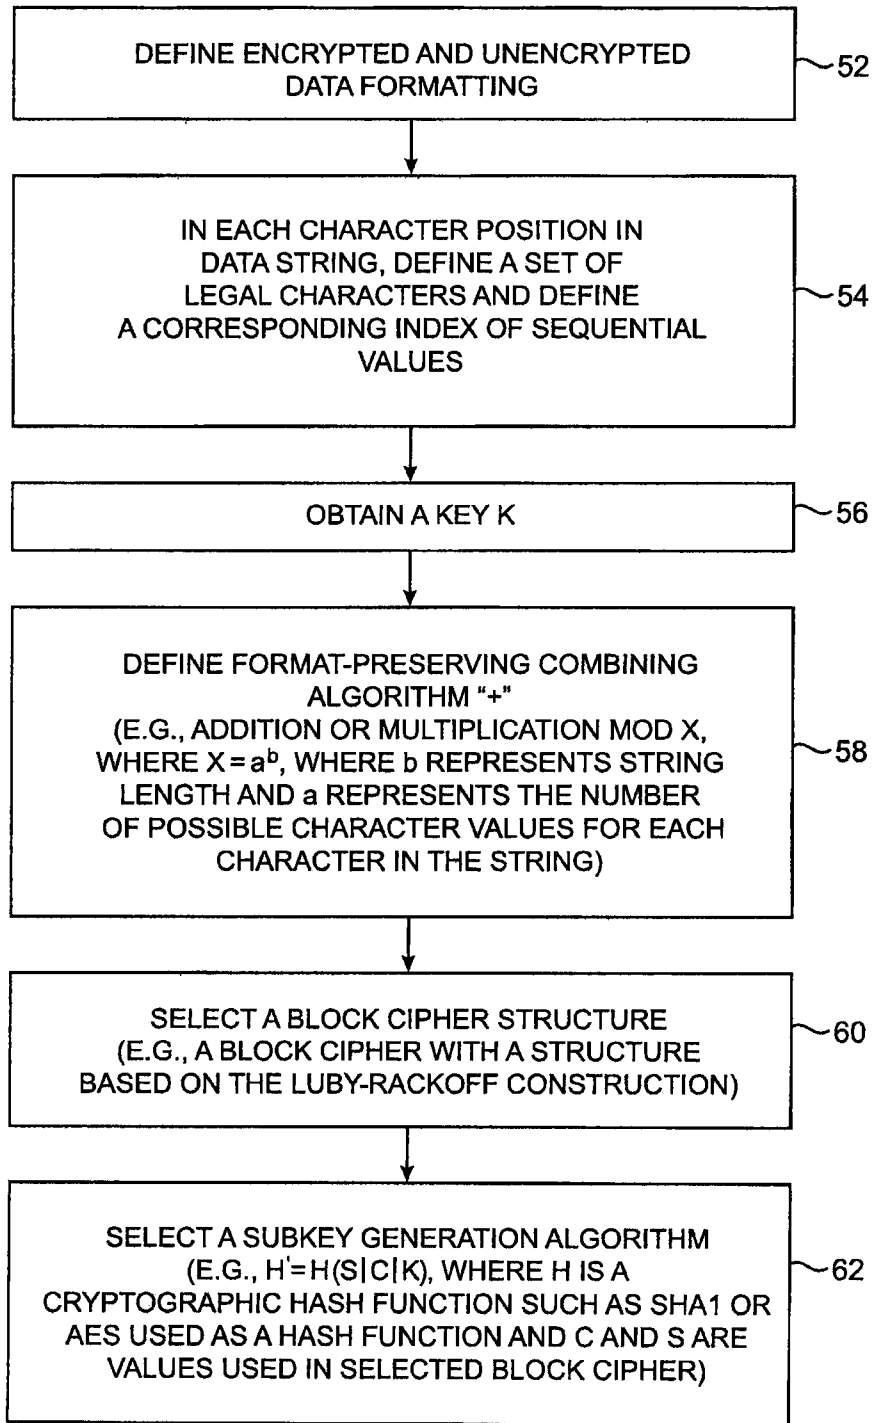 DEFINE ENCRYPTED AND UNENCRYPTED
DATA FORMATTING
52
IN EACH CHARACTER POSITION IN
DATA STRING, DEFINE A SET OF
LEGAL CHARACTERS AND DEFINE
A CORRESPONDING INDEX OF SEQUENTIAL
VALUES
54
OBTAIN A KEY K
56
DEFINE FORMAT-PRESERVING COMBINING
ALGORITHM "+"
(E.G., ADDITION OR MULTIPLICATION MOD X,
WHERE X = a^b, WHERE b REPRESENTS STRING
LENGTH AND a REPRESENTS THE NUMBER
OF POSSIBLE CHARACTER VALUES FOR EACH
CHARACTER IN THE STRING)
58
SELECT A BLOCK CIPHER STRUCTURE
(E.G., A BLOCK CIPHER WITH A STRUCTURE
BASED ON THE LUBY-RACKOFF CONSTRUCTION)
60
SELECT A SUBKEY GENERATION ALGORITHM
(E.G., H'=H(S|C|K), WHERE H IS A
CRYPTOGRAPHIC HASH FUNCTION SUCH AS SHA1 OR
AES USED AS A HASH FUNCTION AND C AND S ARE
VALUES USED IN SELECTED BLOCK CIPHER)
62